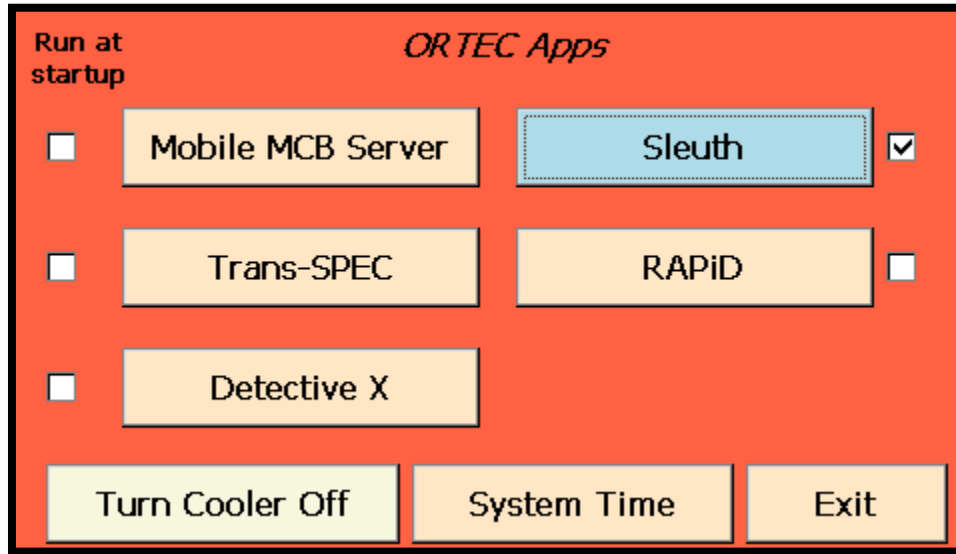 Run at
startup
ORTEC Apps
Mobile MCB Server
Sleuth
Trans-SPEC
RAPiD
Detective X
Turn Cooler Off
System Time
Exit